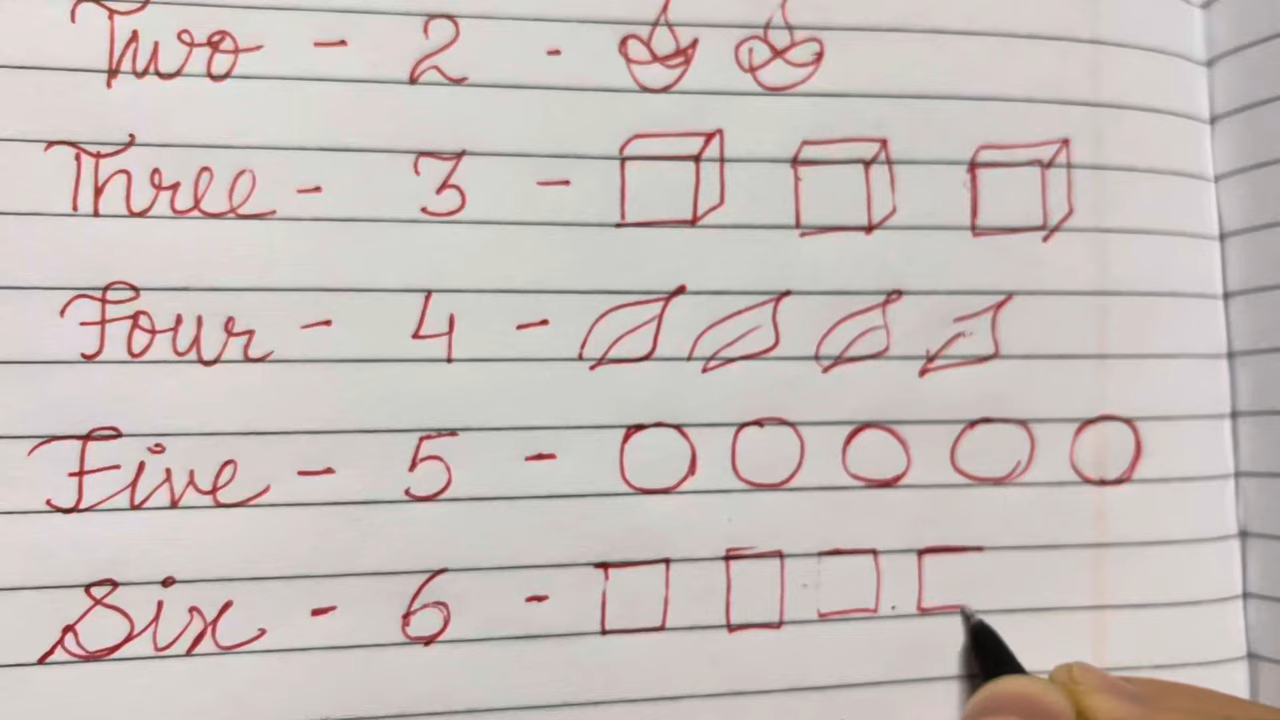 Two - 2 -
Three - 3 -
Four - 4 -
Five - 5 -
Six - 6 -